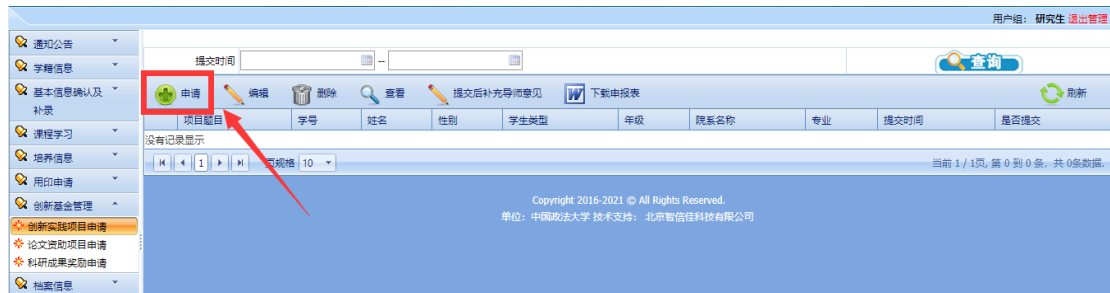 用户组： 研究生 退出管理
通知公告
学籍信息
基本信息确认及
补录
课程学习
培养信息
用印申请
创新基金管理
创新实践项目申请
论文资助项目申请
科研成果奖励申请
档案信息
提交时间 -- 查询
申请 编辑 删除 查看 提交后补充导师意见 下载申报表 刷新
项目题目 学号 姓名 性别 学生类型 年级 院系名称 专业 提交时间 是否提交
没有记录显示
1 页规格 10 当前 1 / 1页, 第 0 到 0 条, 共 0条数据.
Copyright 2016-2021 © All Rights Reserved.
单位：中国政法大学 技术支持： 北京智信佳科技有限公司